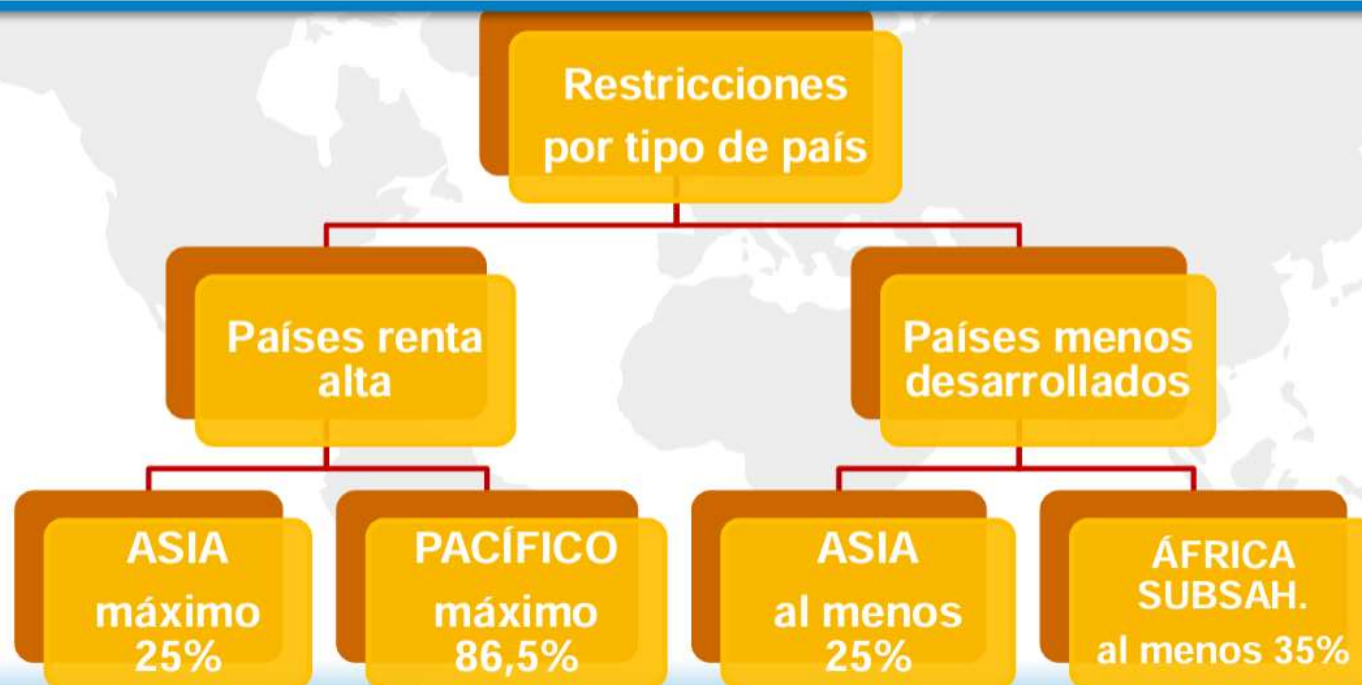 Restricciones
por tipo de país
Países renta
alta
Países menos
desarrollados
ASIA
máximo
25%
PACÍFICO
máximo
86,5%
ASIA
al menos
25%
ÁFRICA
SUBSAH.
al menos 35%